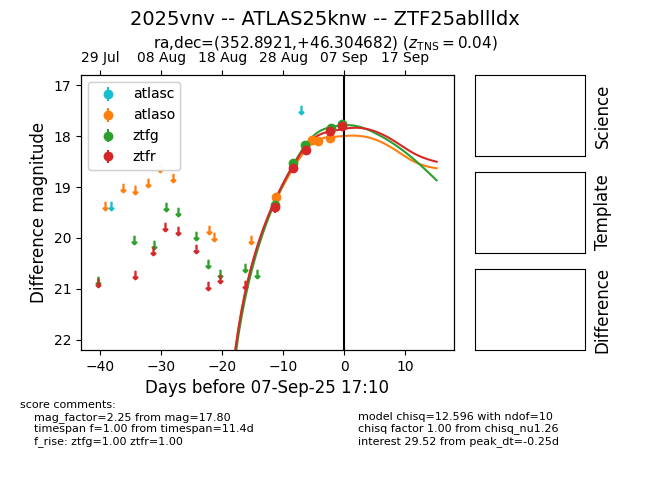 2025vnv -- ATLAS25knw -- ZTF25abllldx
ra,dec=(352.8921,+46.304682) (zTNS = 0.04)
29 Jul 08 Aug 18 Aug 28 Aug 07 Sep 17 Sep
17
18
19
20
21
22
Difference magnitude
atlasc
atlaso
ztfg
ztfr
−40 −30 −20 −10 0 10
Days before 07-Sep-25 17:10
Science
Template
Difference
score comments:
mag_factor=2.25 from mag=17.80
timespan f=1.00 from timespan=11.4d
f_rise: ztfg=1.00 ztfr=1.00
model chisq=12.596 with ndof=10
chisq factor 1.00 from chisq_nu1.26
interest 29.52 from peak_dt=-0.25d